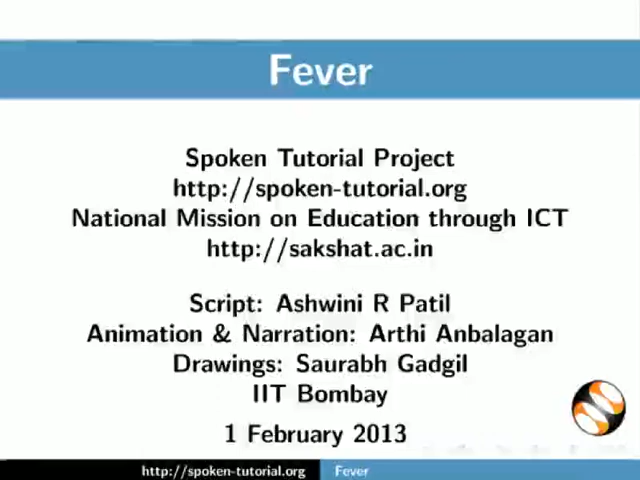 Fever
Spoken Tutorial Project
http://spoken-tutorial.org
National Mission on Education through ICT
http://sakshat.ac.in
Script: Ashwini R Patil
Animation & Narration: Arthi Anbalagan
Drawings: Saurabh Gadgil
IIT Bombay
1 February 2013
http://spoken-tutorial.org Fever